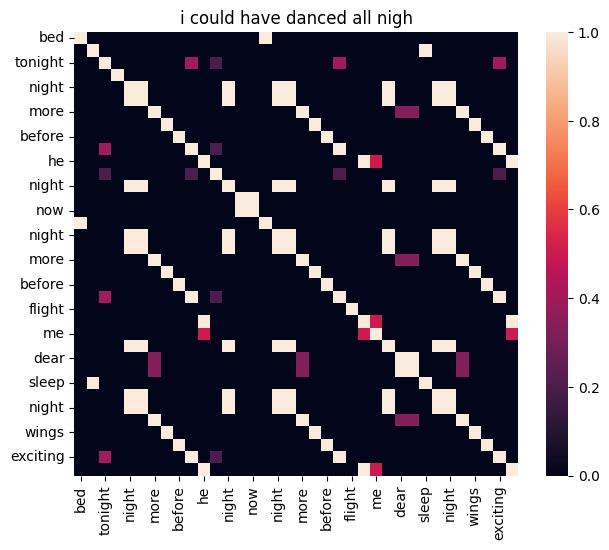 i could have danced all nigh
bed
tonight
night
more
before
he
night
now
night
more
before
flight
me
dear
sleep
night
wings
exciting
1.0
0.8
0.6
0.4
0.2
0.0
bed
tonight
night
more
before
he
night
now
night
more
before
flight
me
dear
sleep
night
wings
exciting